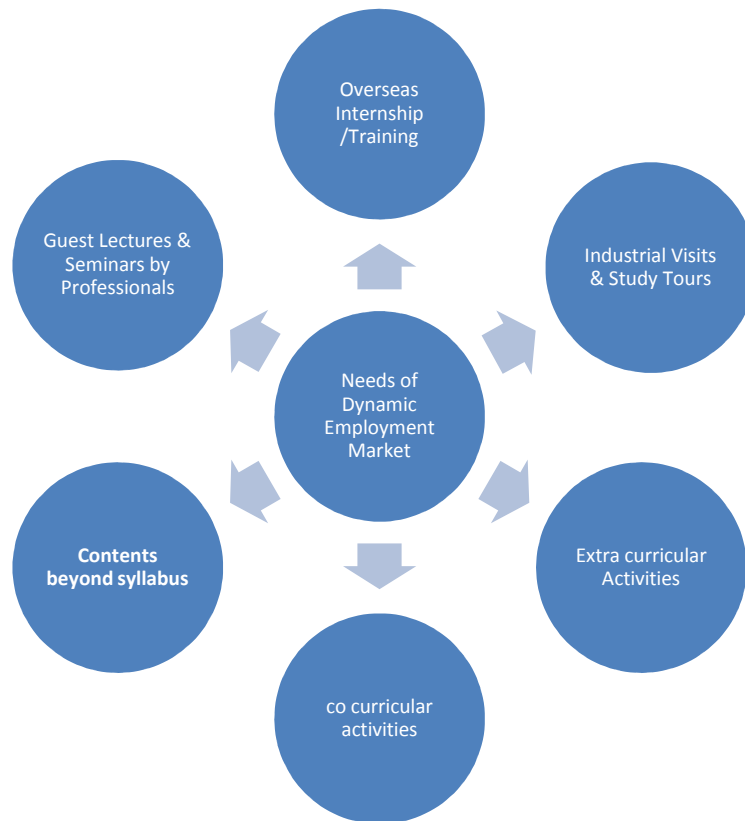 Overseas
Internship
/Training
Guest Lectures &
Seminars by
Professionals
Industrial Visits
& Study Tours
Needs of
Dynamic
Employment
Market
Contents
beyond syllabus
Extra curricular
Activities
co curricular
activities